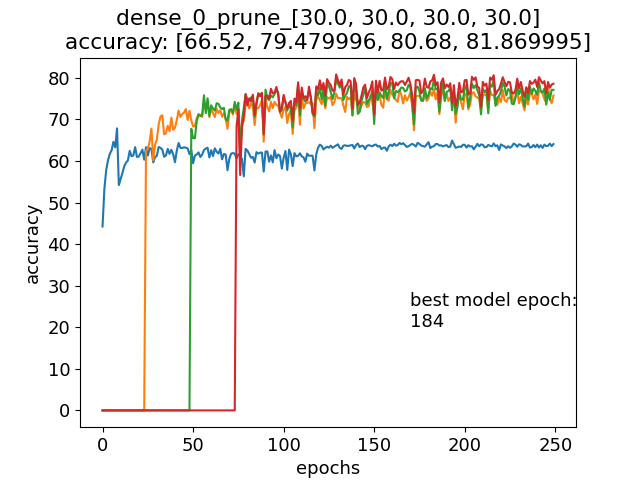 dense_0_prune_[30.0, 30.0, 30.0, 30.0]
accuracy: [66.52, 79.479996, 80.68, 81.869995]
80
70
60
50
40
30
20
10
0
accuracy
best model epoch:
184
0 50 100 150 200 250
epochs